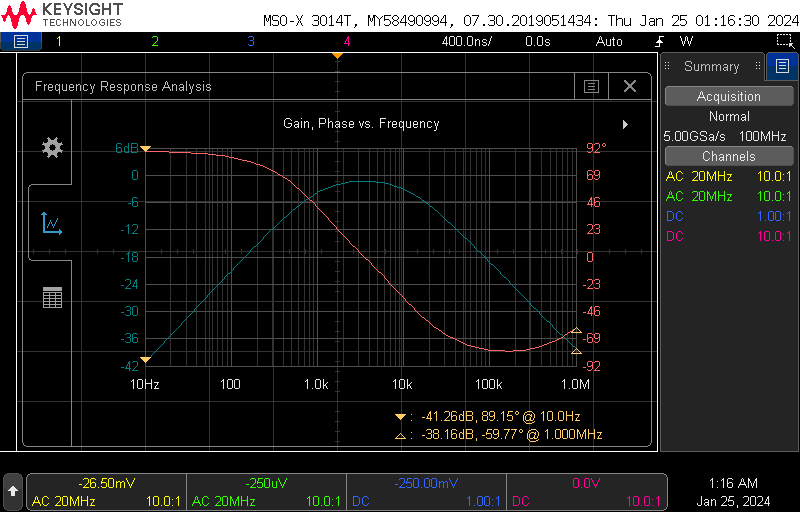 KEYSIGHT
TECHNOLOGIES
MSO-X 3014T, MY58490994, 07.30.2019051434: Thu Jan 25 01:16:30 2024
1 2 3 4 400.0ns/ 0.0s Auto W
Frequency Response Analysis
Summary
Acquisition
Normal
5.00GSa/s 100MHz
Channels
AC 20MHz 10.0:1
AC 20MHz 10.0:1
DC 1.00:1
DC 10.0:1
Gain, Phase vs. Frequency
6dB 92°
0 69
-6 46
-12 23
-18 0
-24 -23
-30 -46
-36 -69
-42 -92
10Hz 100 1.0k 10k 100k 1.0M
: -41.26dB, 89.15° @ 10.0Hz
: -38.16dB, -59.77° @ 1.000MHz
-26.50mV -250uV -250.00mV 0.0V
AC 20MHz 10.0:1 AC 20MHz 10.0:1 DC 1.00:1 DC 10.0:1
1:16 AM
Jan 25, 2024